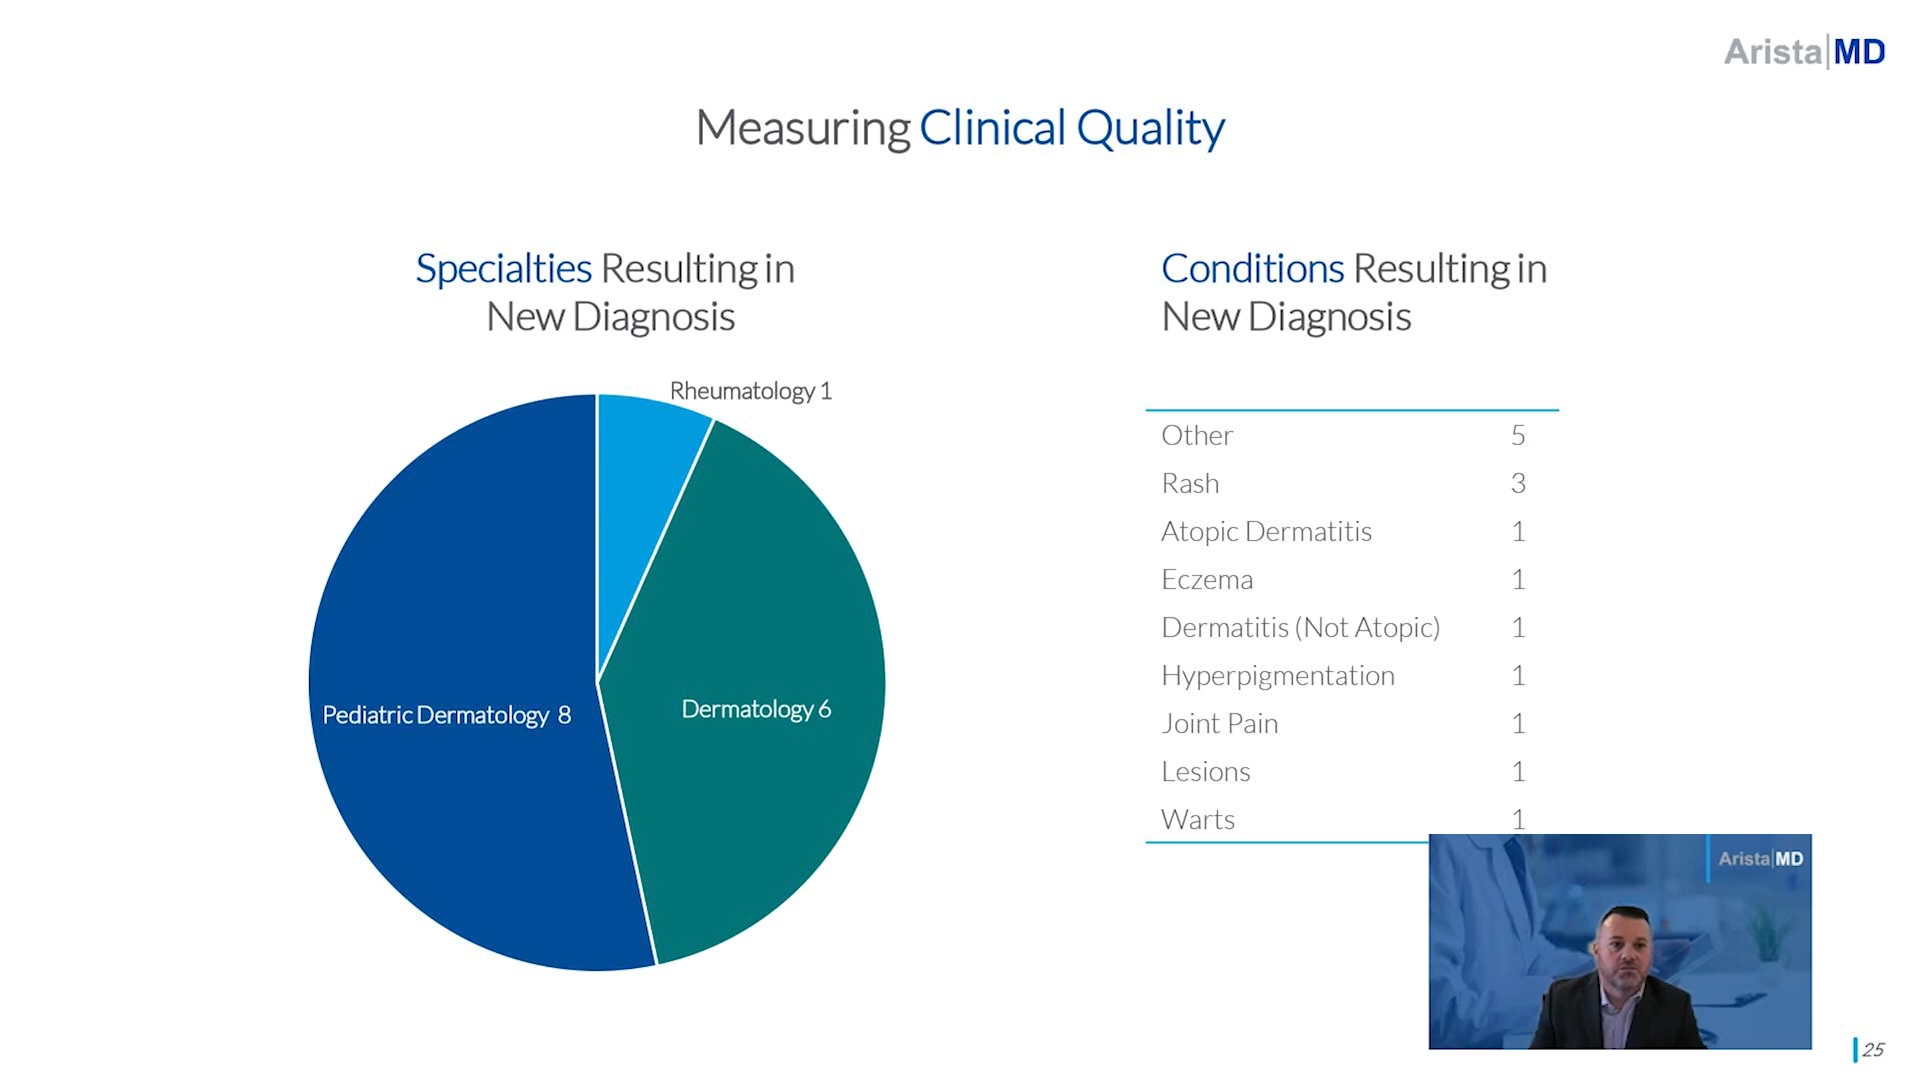 Arista|MD
Measuring Clinical Quality
Specialties Resulting in
New Diagnosis
Rheumatology 1
Pediatric Dermatology 8
Dermatology 6
Conditions Resulting in
New Diagnosis
Other 5
Rash 3
Atopic Dermatitis 1
Eczema 1
Dermatitis (Not Atopic) 1
Hyperpigmentation 1
Joint Pain 1
Lesions 1
Warts 1
Arista|MD
25